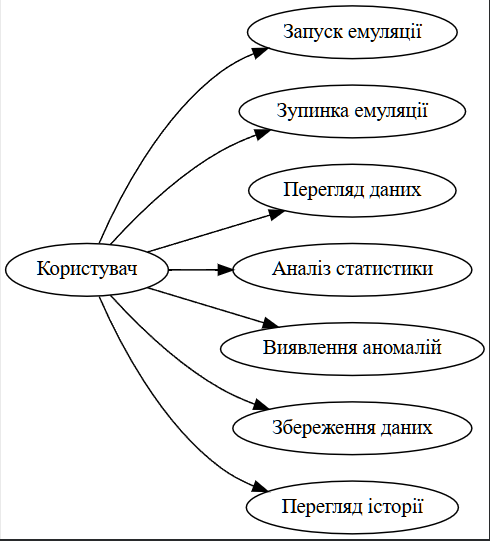 Запуск емуляції
Зупинка емуляції
Перегляд даних
Користувач
Аналіз статистики
Виявлення аномалій
Збереження даних
Перегляд історії